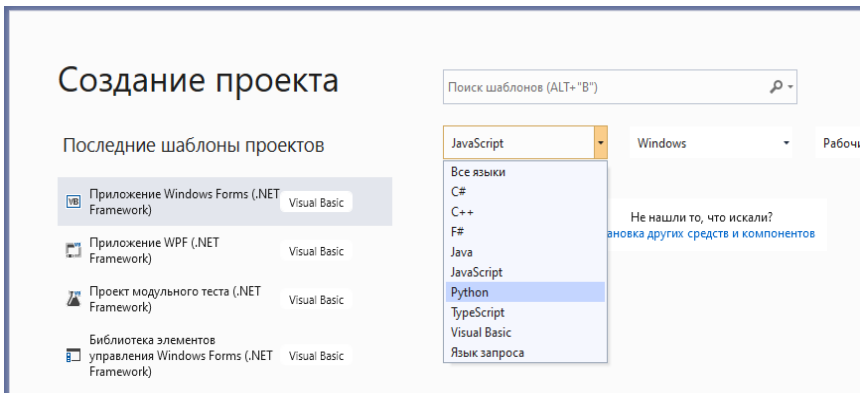 Создание проекта
Поиск шаблонов (ALT+"B")
Последние шаблоны проектов
JavaScript
Windows
Приложение Windows Forms (.NET
Framework)
Visual Basic
Приложение WPF (.NET
Framework)
Visual Basic
Проект модульного теста (.NET
Framework)
Visual Basic
Библиотека элементов
управления Windows Forms (.NET
Framework)
Visual Basic
Все языки
C#
C++
F#
Java
JavaScript
Python
TypeScript
Visual Basic
Язык запроса
Не нашли то, что искали?
других средств и компонентов